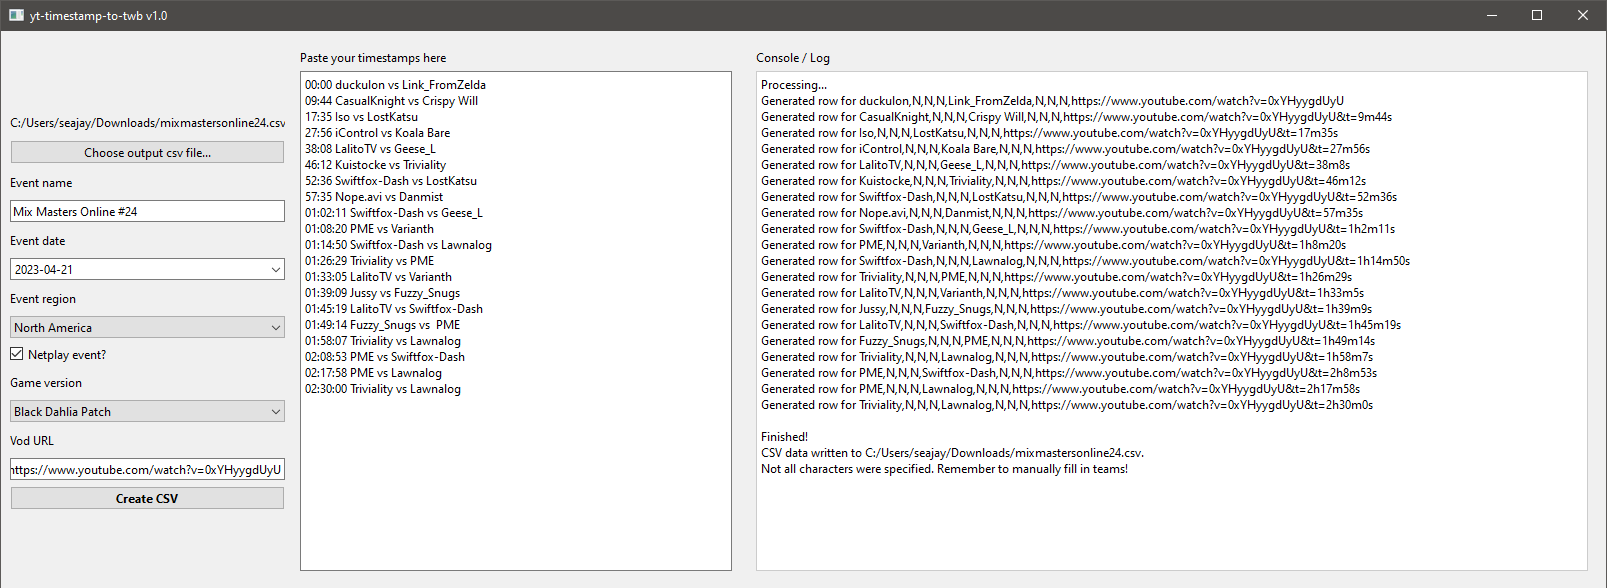 yt-timestamp-to-twb v1.0
C:/Users/seajay/Downloads/mixmastersonline24.csv
Choose output csv file...
Event name
Mix Masters Online #24
Event date
2023-04-21
Event region
North America
Netplay event?
Game version
Black Dahlia Patch
Vod URL
https://www.youtube.com/watch?v=0xYHyygdUyU
Create CSV
Paste your timestamps here
00:00 duckulon vs Link_FromZelda
09:44 CasualKnight vs Crispy Will
17:35 Iso vs LostKatsu
27:56 iControl vs Koala Bare
38:08 LalitoTV vs Geese_L
46:12 Kuistocke vs Triviality
52:36 Swiftfox-Dash vs LostKatsu
57:35 Nope.avi vs Danmist
01:02:11 Swiftfox-Dash vs Geese_L
01:08:20 PME vs Varianth
01:14:50 Swiftfox-Dash vs Lawnalog
01:26:29 Triviality vs PME
01:33:05 LalitoTV vs Varianth
01:39:09 Jussy vs Fuzzy_Snugs
01:45:19 LalitoTV vs Swiftfox-Dash
01:49:14 Fuzzy_Snugs vs  PME
01:58:07 Triviality vs Lawnalog
02:08:53 PME vs Swiftfox-Dash
02:17:58 PME vs Lawnalog
02:30:00 Triviality vs Lawnalog
Console / Log
Processing...
Generated row for duckulon,N,N,N,Link_FromZelda,N,N,N,https://www.youtube.com/watch?v=0xYHyygdUyU
Generated row for CasualKnight,N,N,N,Crispy Will,N,N,N,https://www.youtube.com/watch?v=0xYHyygdUyU&t=9m44s
Generated row for Iso,N,N,N,LostKatsu,N,N,N,https://www.youtube.com/watch?v=0xYHyygdUyU&t=17m35s
Generated row for iControl,N,N,N,Koala Bare,N,N,N,https://www.youtube.com/watch?v=0xYHyygdUyU&t=27m56s
Generated row for LalitoTV,N,N,N,Geese_L,N,N,N,https://www.youtube.com/watch?v=0xYHyygdUyU&t=38m8s
Generated row for Kuistocke,N,N,N,Triviality,N,N,N,https://www.youtube.com/watch?v=0xYHyygdUyU&t=46m12s
Generated row for Swiftfox-Dash,N,N,N,LostKatsu,N,N,N,https://www.youtube.com/watch?v=0xYHyygdUyU&t=52m36s
Generated row for Nope.avi,N,N,N,Danmist,N,N,N,https://www.youtube.com/watch?v=0xYHyygdUyU&t=57m35s
Generated row for Swiftfox-Dash,N,N,N,Geese_L,N,N,N,https://www.youtube.com/watch?v=0xYHyygdUyU&t=1h2m11s
Generated row for PME,N,N,N,Varianth,N,N,N,https://www.youtube.com/watch?v=0xYHyygdUyU&t=1h8m20s
Generated row for Swiftfox-Dash,N,N,N,Lawnalog,N,N,N,https://www.youtube.com/watch?v=0xYHyygdUyU&t=1h14m50s
Generated row for Triviality,N,N,N,PME,N,N,N,https://www.youtube.com/watch?v=0xYHyygdUyU&t=1h26m29s
Generated row for LalitoTV,N,N,N,Varianth,N,N,N,https://www.youtube.com/watch?v=0xYHyygdUyU&t=1h33m5s
Generated row for Jussy,N,N,N,Fuzzy_Snugs,N,N,N,https://www.youtube.com/watch?v=0xYHyygdUyU&t=1h39m9s
Generated row for LalitoTV,N,N,N,Swiftfox-Dash,N,N,N,https://www.youtube.com/watch?v=0xYHyygdUyU&t=1h45m19s
Generated row for Fuzzy_Snugs,N,N,N,PME,N,N,N,https://www.youtube.com/watch?v=0xYHyygdUyU&t=1h49m14s
Generated row for Triviality,N,N,N,Lawnalog,N,N,N,https://www.youtube.com/watch?v=0xYHyygdUyU&t=1h58m7s
Generated row for PME,N,N,N,Swiftfox-Dash,N,N,N,https://www.youtube.com/watch?v=0xYHyygdUyU&t=2h8m53s
Generated row for PME,N,N,N,Lawnalog,N,N,N,https://www.youtube.com/watch?v=0xYHyygdUyU&t=2h17m58s
Generated row for Triviality,N,N,N,Lawnalog,N,N,N,https://www.youtube.com/watch?v=0xYHyygdUyU&t=2h30m0s
Finished!
CSV data written to C:/Users/seajay/Downloads/mixmastersonline24.csv.
Not all characters were specified. Remember to manually fill in teams!